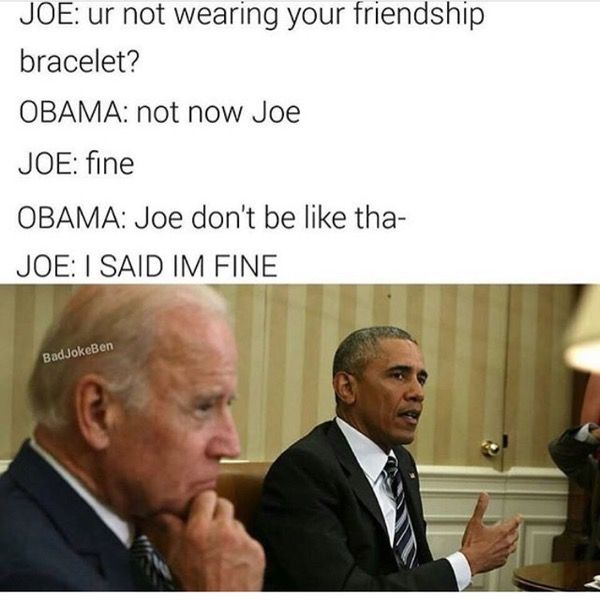 JOE: ur not wearing your friendship
bracelet?
OBAMA: not now Joe
JOE: fine
OBAMA: Joe don't be like tha-
JOE: I SAID IM FINE
BadJokeBen